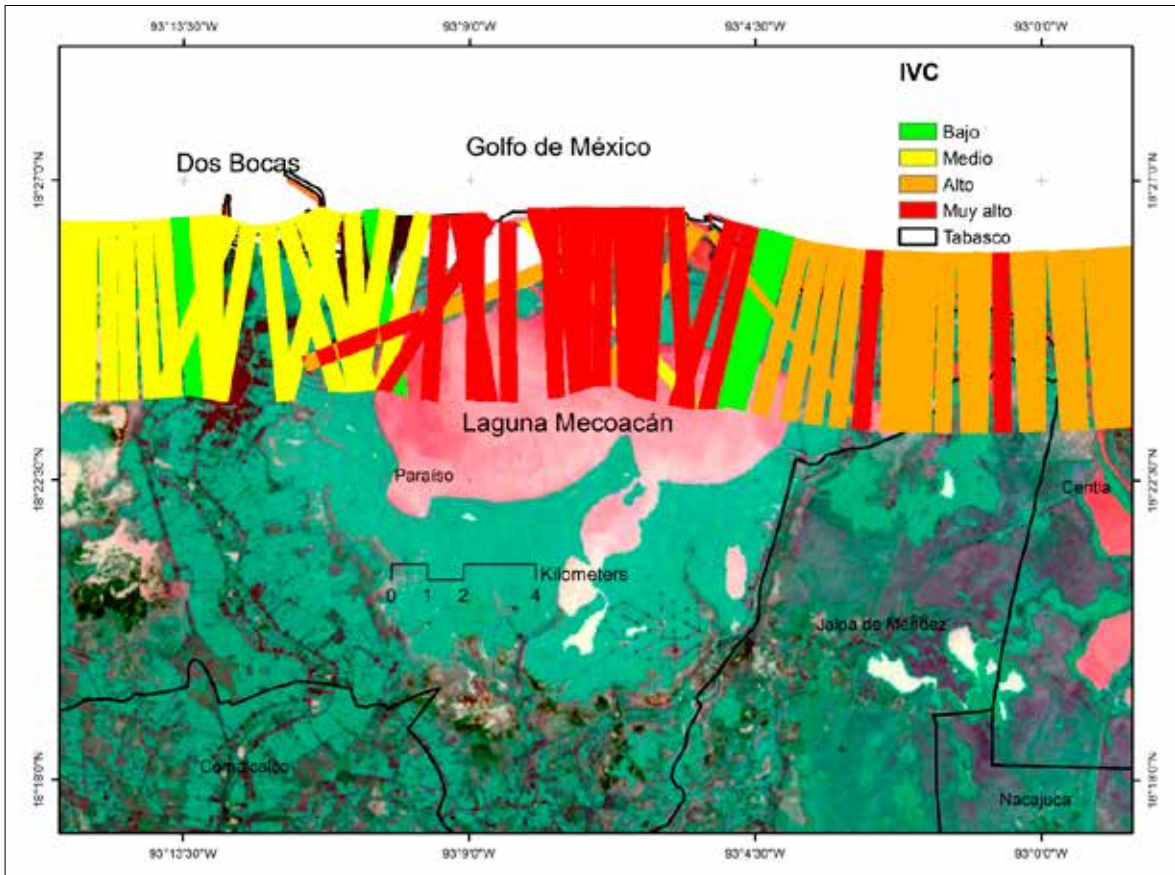 93°13'30"W 93°9'0"W 93°4'30"W 93°0'0"W
IVC
Bajo
Medio
Alto
Muy alto
Tabasco
Golfo de México
Dos Bocas
18°27'0"N 18°27'0"N
Laguna Mecoacán
Paraíso
18°22'30"N 18°22'30"N
Centla
Kilometers
0 1 2 4
Jalpa de Méndez
Comalcalco
18°18'0"N 18°18'0"N
Nacajuca
93°13'30"W 93°9'0"W 93°4'30"W 93°0'0"W